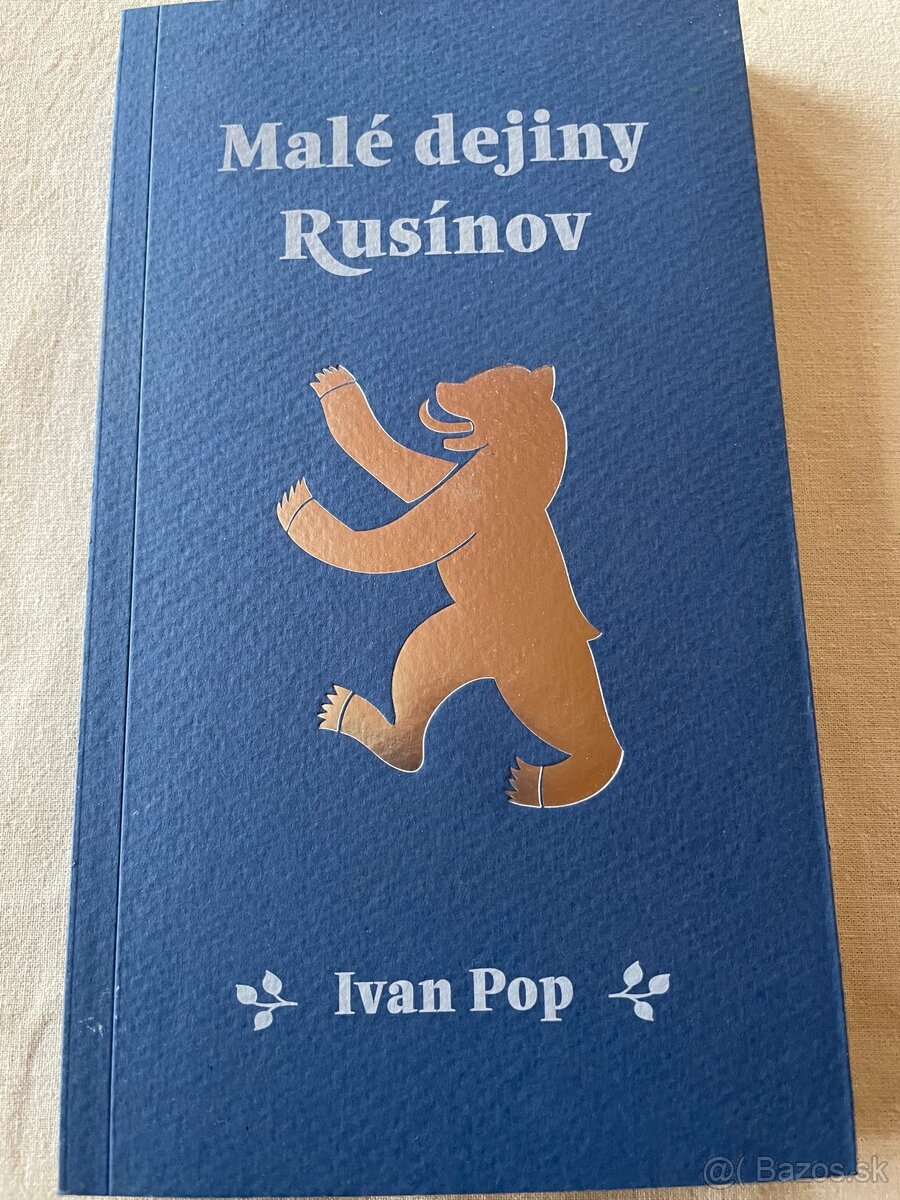 Malé dejiny
Rusínov
Ivan Pop
@( Bazos.sk